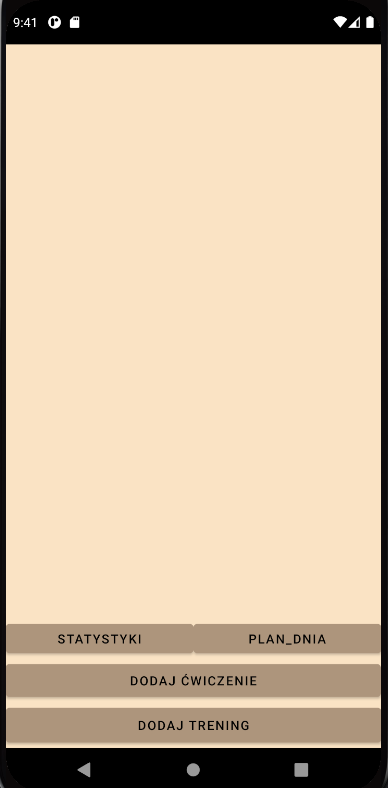 9:41
STATYSTYKI PLAN_DNIA
DODAJ ĆWICZENIE
DODAJ TRENING